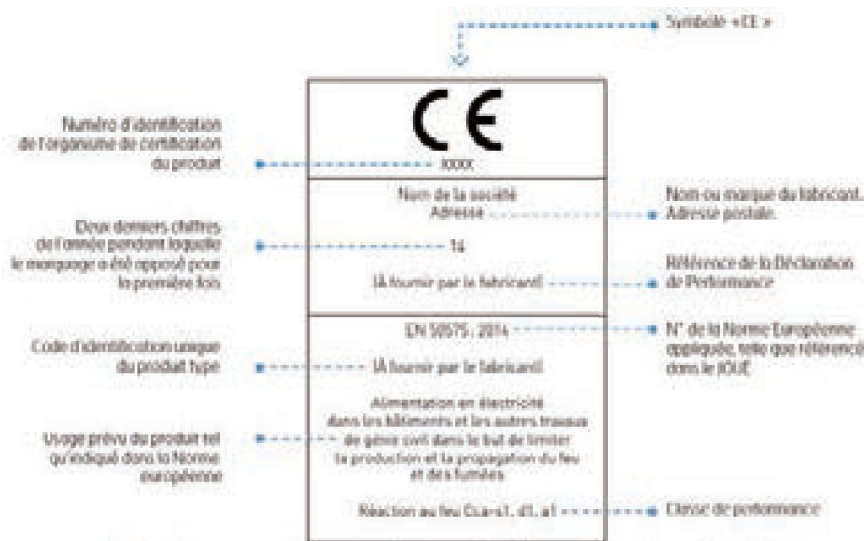 Symbole «CE »
CE
Numéro d'identification
de l'organisme de certification
du produit
XXXX
Nom de la société
Adresse
Nom ou marque du fabricant.
Adresse postale.
Deux derniers chiffres
de l'année pendant laquelle
le marquage a été apposé pour
la première fois
14
(À fournir par le fabricant)
Référence de la Déclaration
de Performance
EN 50575 : 2014
N° de la Norme Européenne
appliquée, telle que référencé
dans le JOUE
Code d'identification unique
du produit type
(À fournir par le fabricant)
Alimentation en électricité
dans les bâtiments et les autres travaux
de génie civil dans le but de limiter
la production et la propagation du feu
et des fumées
Usage prévu du produit tel
qu'indiqué dans la Norme
européenne
Réaction au feu Cca-s1, d1, a1
Classe de performance